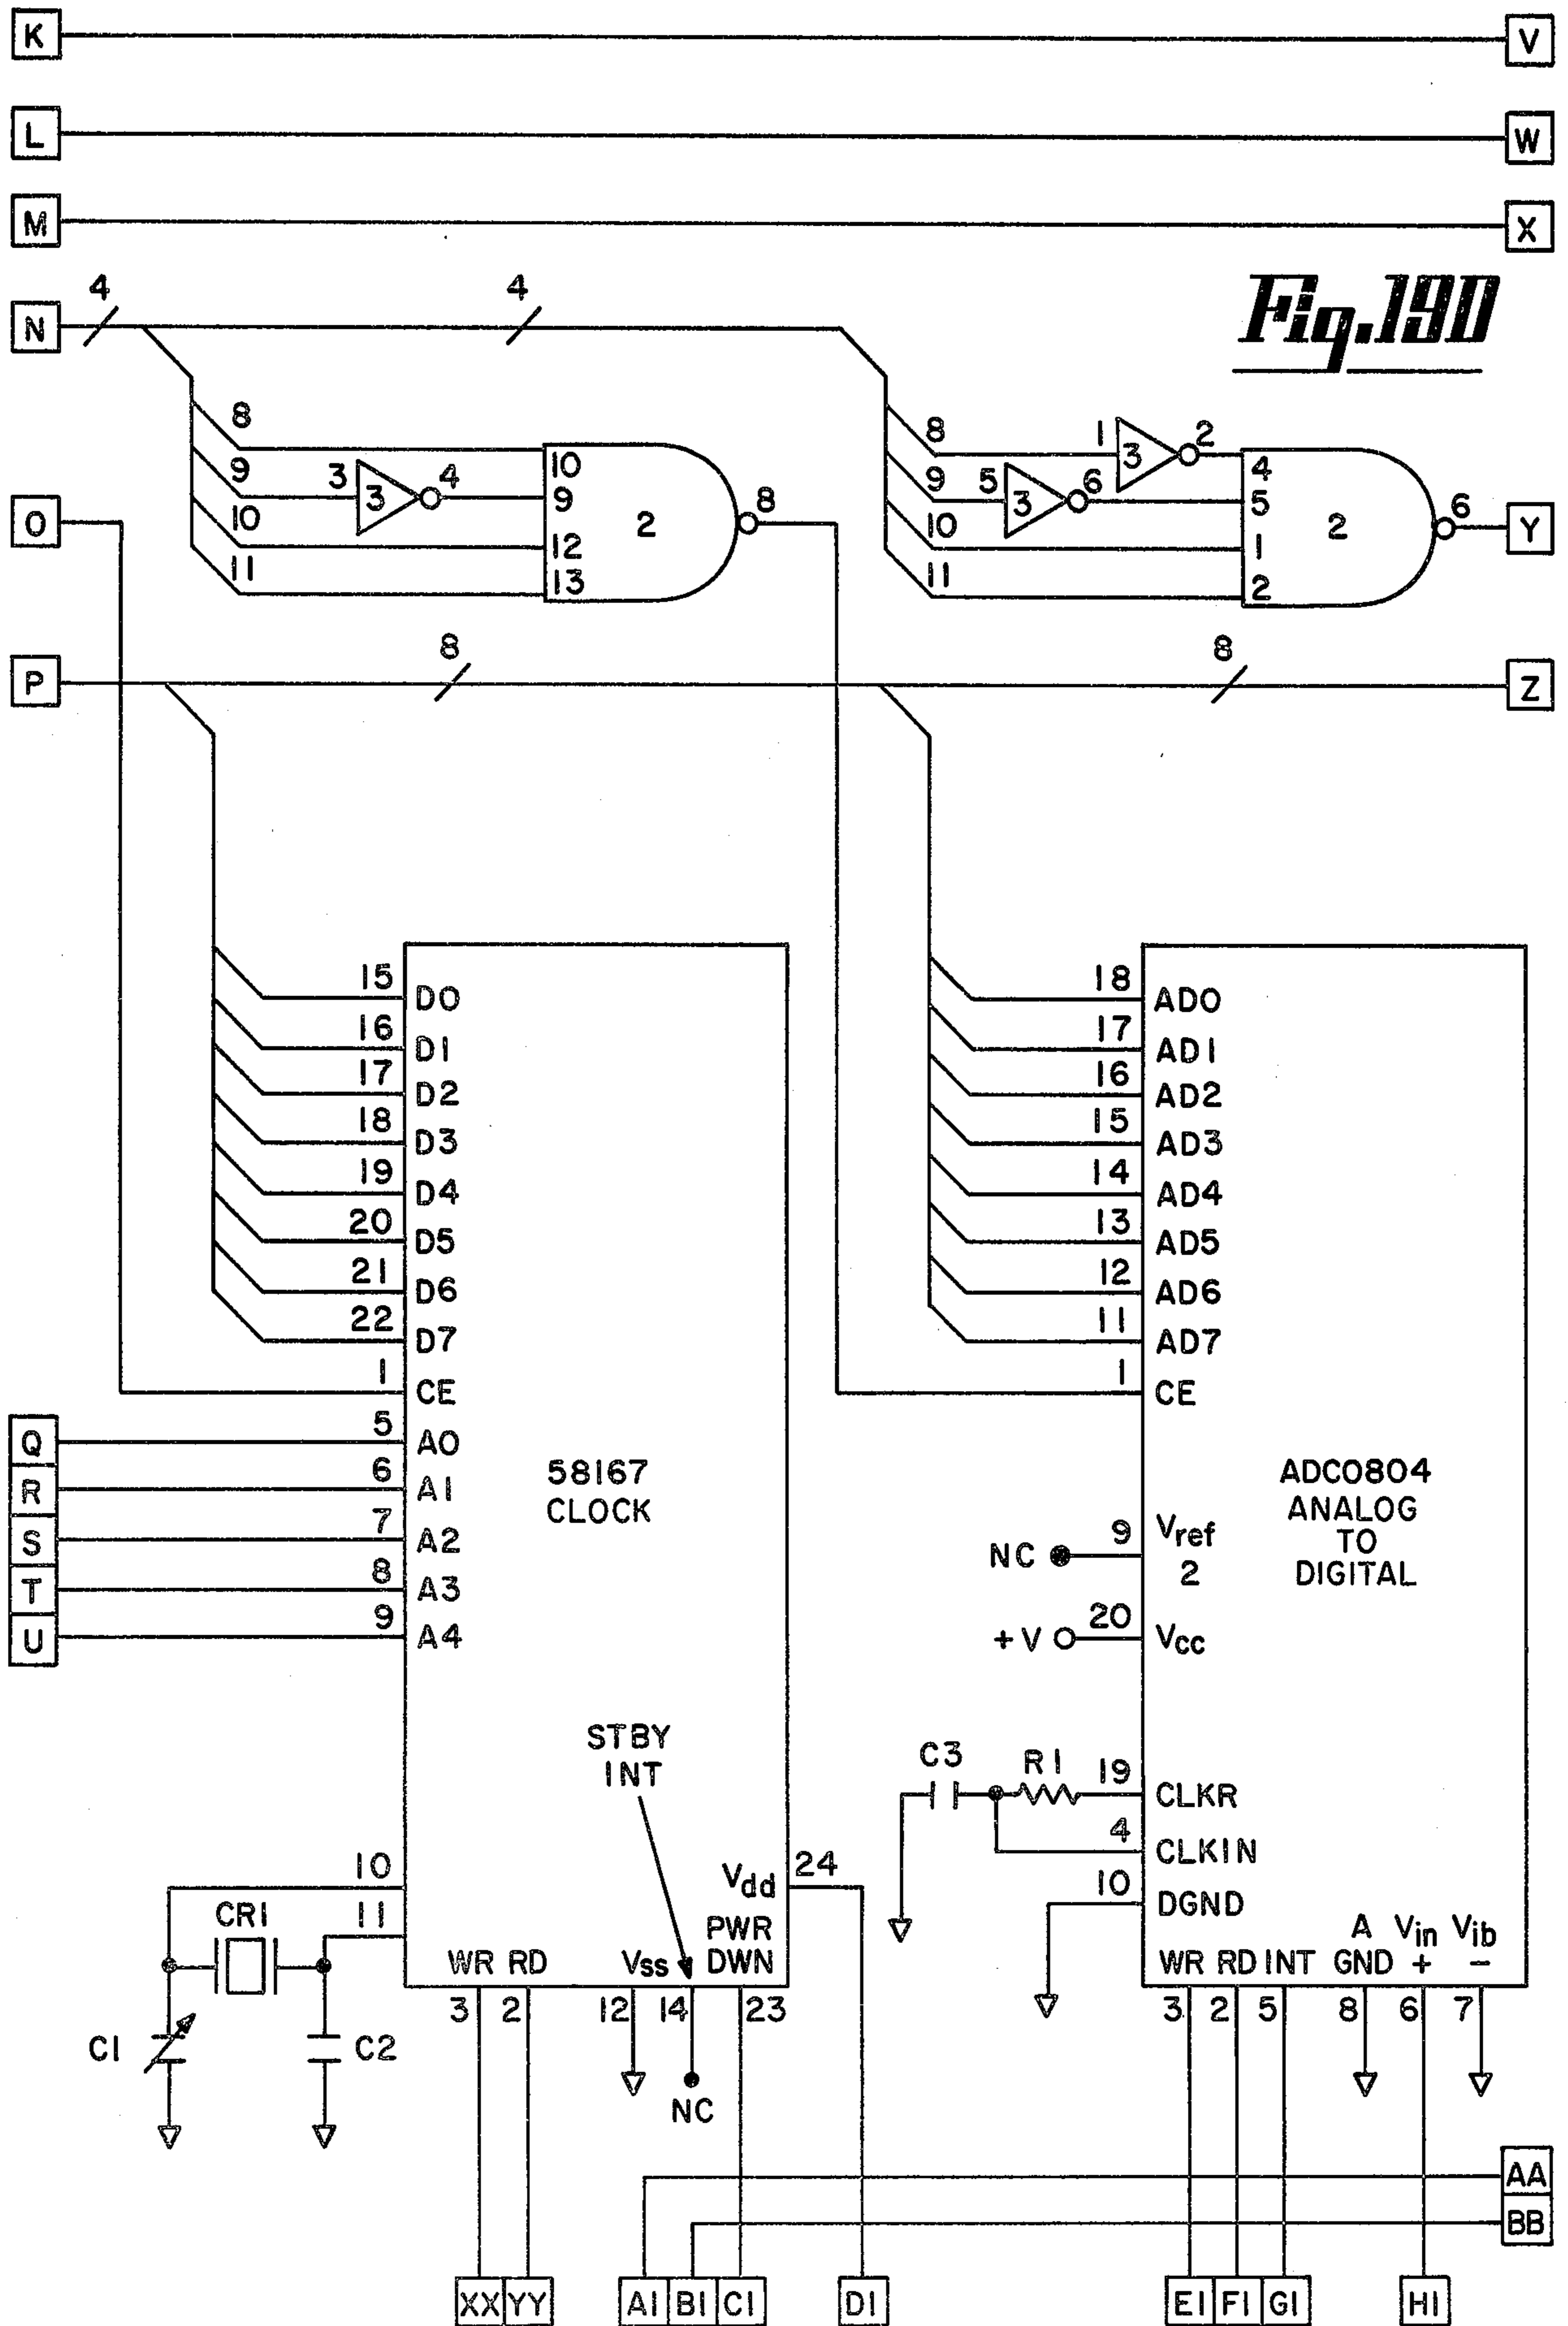 K V
L W
M X
Fig.19D
N 4 4
8 8 1 3 2
10 4
9 3 3 4 9 9 5 3 6 5
O 2 8 2 6 Y
10 12 10 1
11 13 11 2
P 8 8 Z
15 D0 18 AD0
16 D1 17 AD1
17 D2 16 AD2
18 D3 15 AD3
19 D4 14 AD4
20 D5 13 AD5
21 D6 12 AD6
22 D7 11 AD7
1 CE 1 CE
Q 5 A0
R 6 A1
S 7 A2
T 8 A3
U 9 A4
58167
CLOCK
ADC0804
ANALOG
TO
DIGITAL
NC 9 Vref
2
+V 20 Vcc
STBY
INT
C3 R1 19 CLKR
4 CLKIN
10 DGND
10 Vdd 24
CR1 11 PWR
WR RD Vss DWN
A Vin Vib
WR RD INT GND + –
3 2 12 14 23 3 2 5 8 6 7
C1 C2
NC
AA
BB
XX YY A1 B1 C1 D1 E1 F1 G1 H1